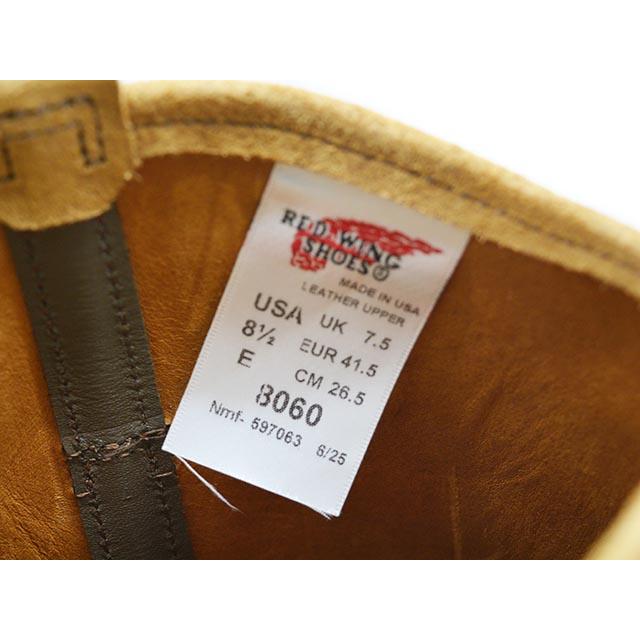 RED WING
SHOES®
MADE IN USA
LEATHER UPPER
USA UK 7.5
8½ EUR 41.5
E CM 26.5
8060
Nmf- 597063 6/25